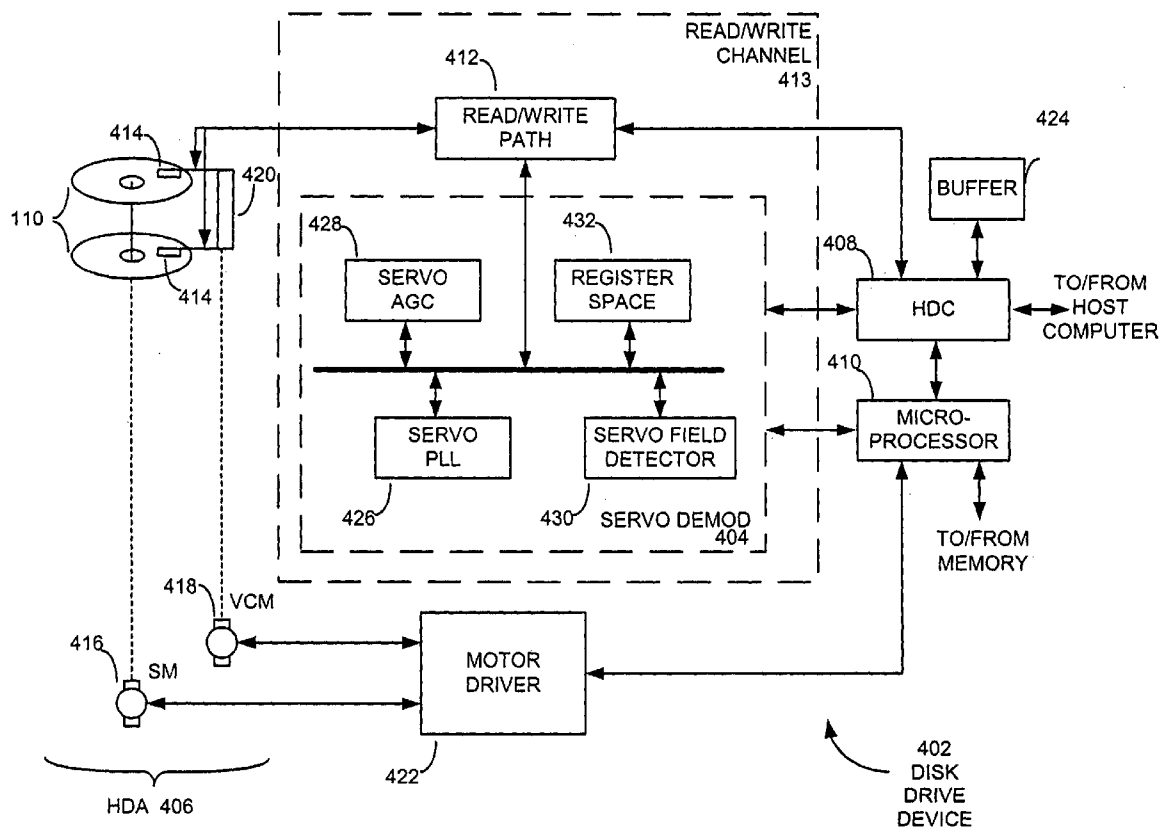 READ/WRITE
CHANNEL
413
412
READ/WRITE
PATH
414
420
424
BUFFER
110
428
432
408
SERVO
AGC
REGISTER
SPACE
HDC
TO/FROM
HOST
COMPUTER
414
410
MICRO-
PROCESSOR
SERVO
PLL
SERVO FIELD
DETECTOR
426
430
SERVO DEMOD
404
TO/FROM
MEMORY
418
VCM
416
SM
MOTOR
DRIVER
422
402
DISK
DRIVE
DEVICE
HDA 406